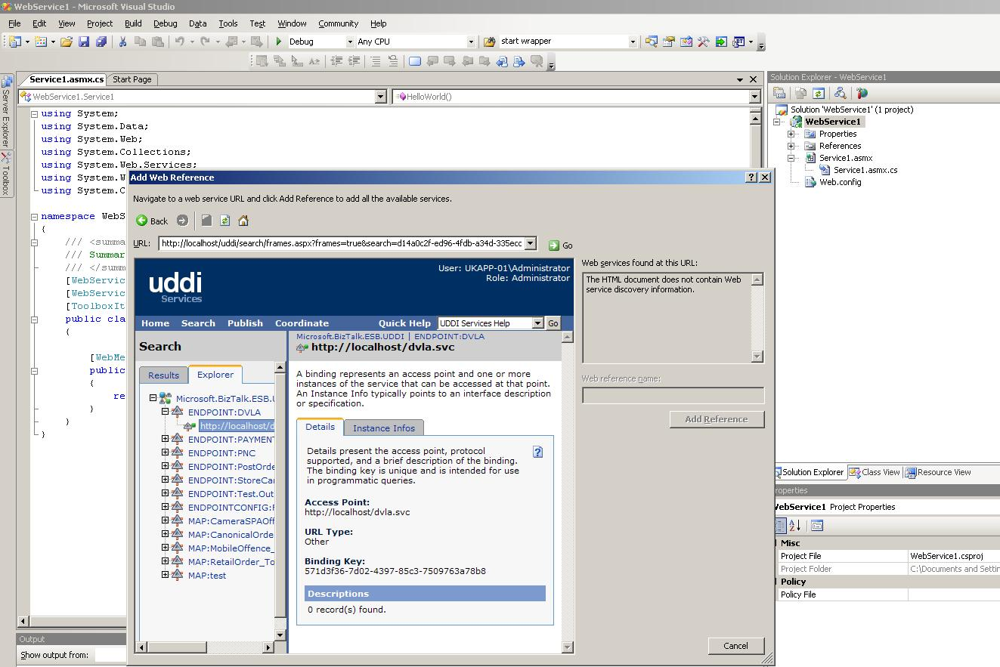 WebService1 - Microsoft Visual Studio
File Edit View Project Build Debug Data Tools Test Window Community Help
Debug Any CPU start wrapper
Server Explorer
Toolbox
Service1.asmx.cs Start Page
WebService1.Service1 HelloWorld()
using System;
using System.Data;
using System.Web;
using System.Collections;
using System.Web.Services;
using System.W
using System.C
namespace WebS
{
/// <summa
/// Summar
/// </summ
[WebServic
[WebServic
[ToolboxIt
public cla
{
[WebMe
public
{
re
}
}
}
Output
Show output from:
Add Web Reference
Navigate to a web service URL and click Add Reference to add all the available services.
Back
URL: http://localhost/uddi/search/frames.aspx?frames=true&search=d14a0c2f-ed96-4fdb-a34d-335ecc Go
User: UKAPP-01\Administrator
Role: Administrator
uddi
Services
Home Search Publish Coordinate Quick Help UDDI Services Help Go
Search
Results Explorer
Microsoft.BizTalk.ESB.U
ENDPOINT:DVLA
http://localhost/d
ENDPOINT:PAYMENT
ENDPOINT:PNC
ENDPOINT:PostOrde
ENDPOINT:StoreCa
ENDPOINT:Test.Out
ENDPOINTCONFIG:
MAP:CameraSPAOff
MAP:CanonicalOrde
MAP:MobileOffence_
MAP:RetailOrder_To
MAP:test
Microsoft.BizTalk.ESB.UDDI | ENDPOINT:DVLA
http://localhost/dvla.svc
A binding represents an access point and one or more
instances of the service that can be accessed at that point.
An Instance Info typically points to an interface description
or specification.
Details Instance Infos
Details present the access point, protocol
supported, and a brief description of the binding.
The binding key is unique and is intended for use
in programmatic queries.
?
Access Point:
http://localhost/dvla.svc
URL Type:
Other
Binding Key:
571d3f36-7d02-4397-85c3-7509763a78b8
Descriptions
0 record(s) found.
Web services found at this URL:
The HTML document does not contain Web
service discovery information.
Web reference name:
Add Reference
Cancel
Solution Explorer - WebService1
Solution 'WebService1' (1 project)
WebService1
Properties
References
Service1.asmx
Service1.asmx.cs
Web.config
Solution Explorer Class View Resource View
roperties
WebService1 Project Properties
Misc
Project File WebService1.csproj
Project Folder C:\Documents and Settin
Policy
Policy File